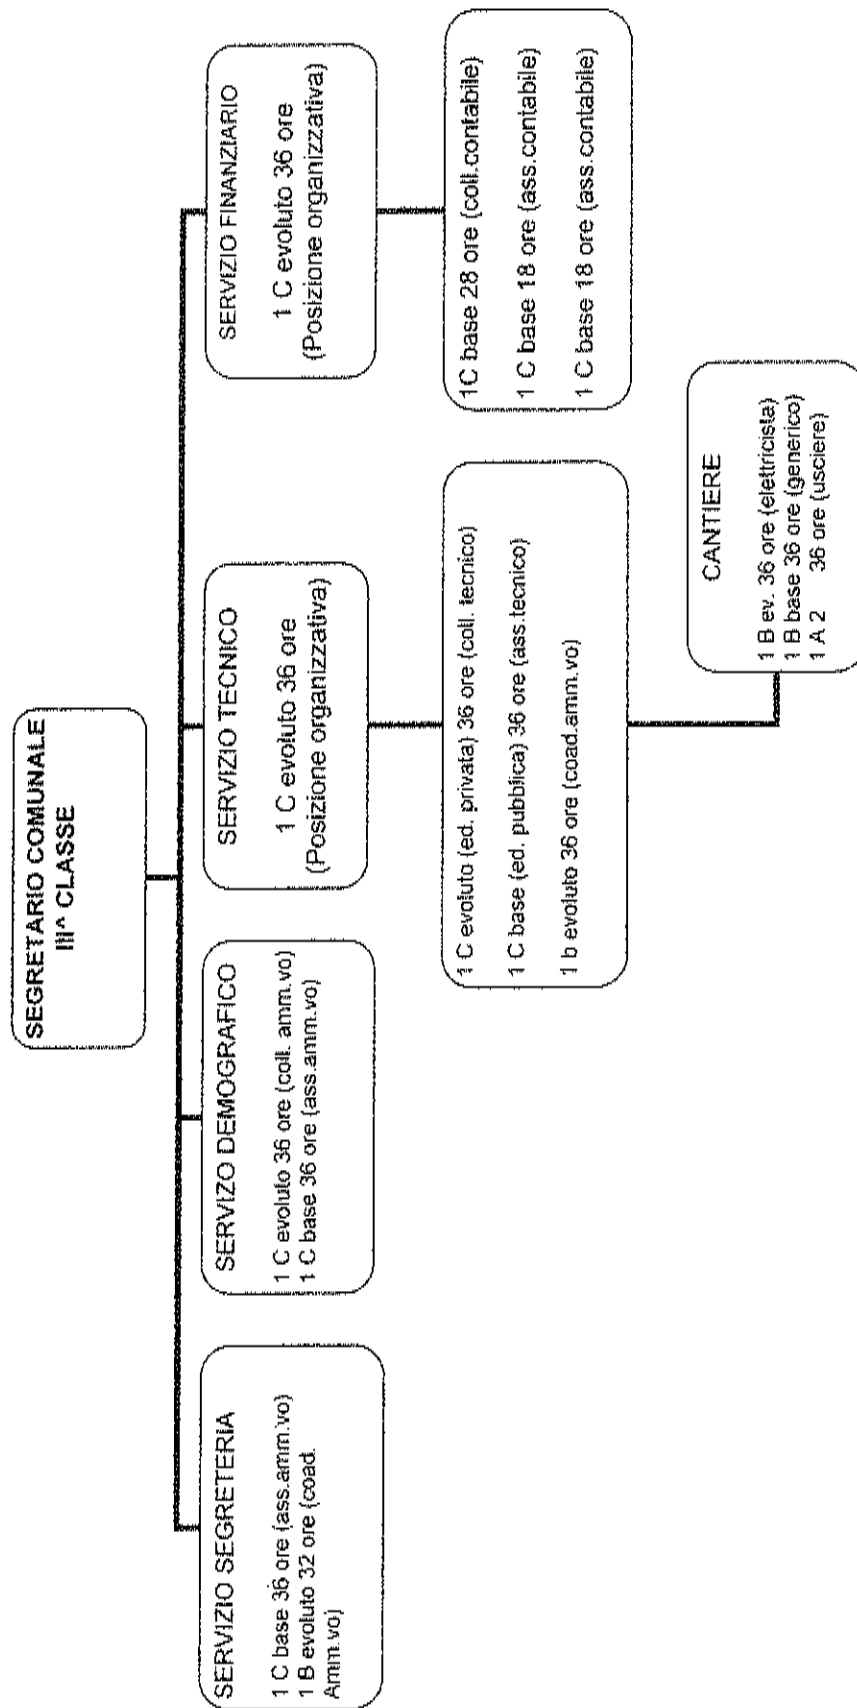 SEGRETARIO COMUNALE
III^ CLASSE
SERVIZIO SEGRETERIA
1 C base 36 ore (ass.amm.vo)
1 B evoluto 32 ore (coad.
Amm.vo)
SERVIZO DEMOGRAFICO
1 C evoluto 36 ore (coll. amm.vo)
1 C base 36 ore (ass.amm.vo)
SERVIZIO TECNICO
1 C evoluto 36 ore
(Posizione organizzativa)
SERVIZIO FINANZIARIO
1 C evoluto 36 ore
(Posizione organizzativa)
1 C evoluto (ed. privata) 36 ore (coll. tecnico)
1 C base (ed. pubblica) 36 ore (ass.tecnico)
1 b evoluto 36 ore (coad.amm.vo)
1C base 28 ore (coll.contabile)
1 C base 18 ore (ass.contabile)
1 C base 18 ore (ass.contabile)
CANTIERE
1 B ev. 36 ore (elettricista)
1 B base 36 ore (generico)
1 A 2 36 ore (usciere)